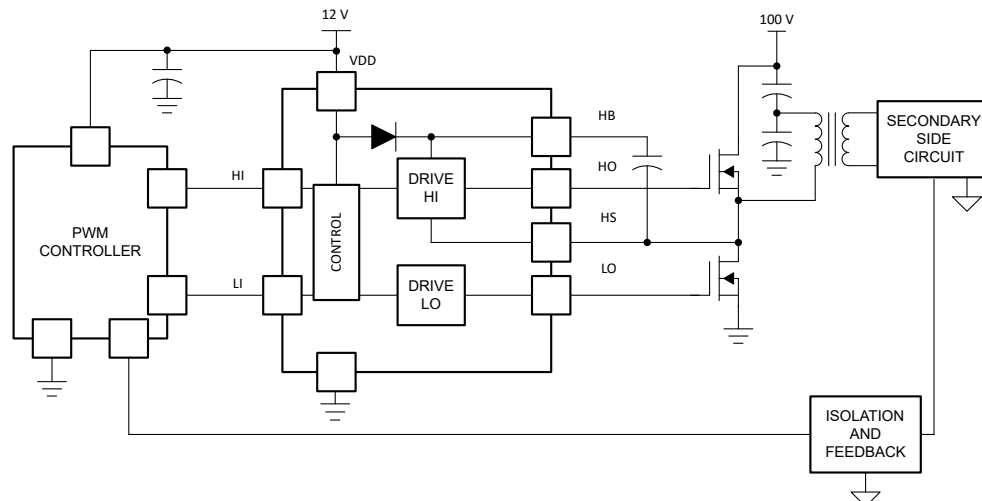 12 V
100 V
VDD
HB
HO
HS
LO
HI
LI
PWM
CONTROLLER
CONTROL
DRIVE
HI
DRIVE
LO
SECONDARY
SIDE
CIRCUIT
ISOLATION
AND
FEEDBACK